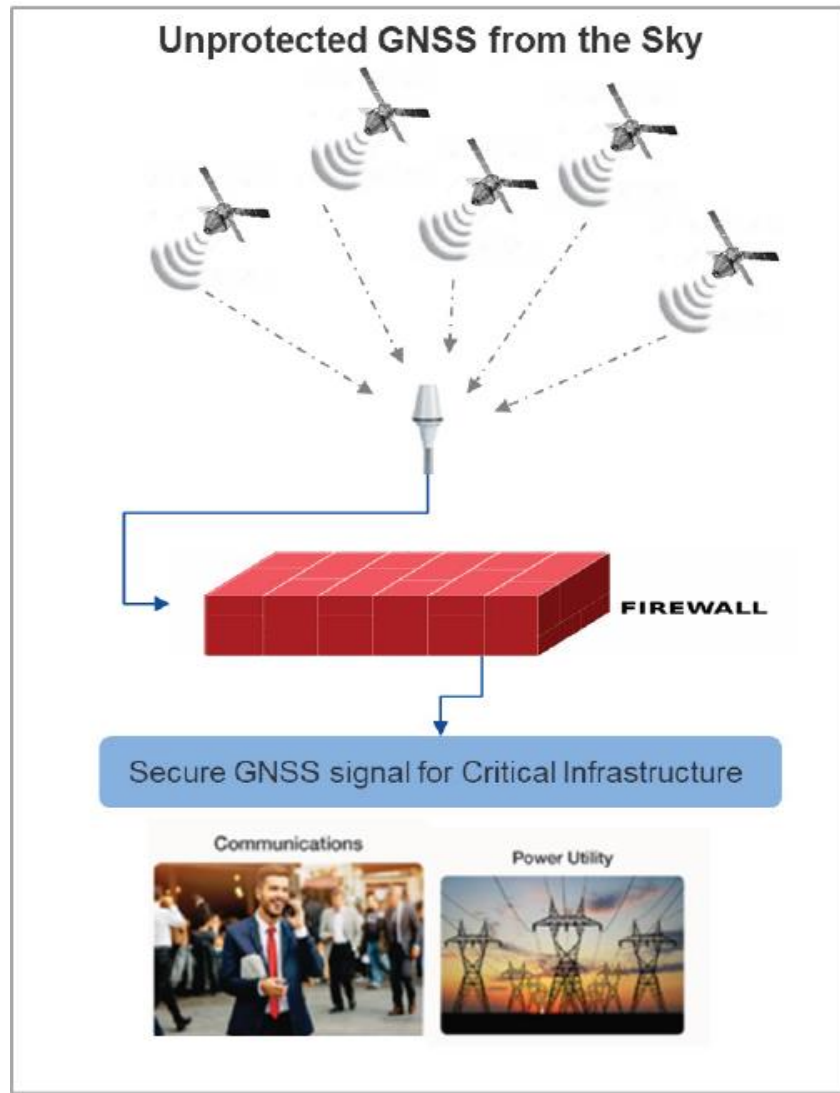 Unprotected GNSS from the Sky
FIREWALL
Secure GNSS signal for Critical Infrastructure
Communications
Power Utility